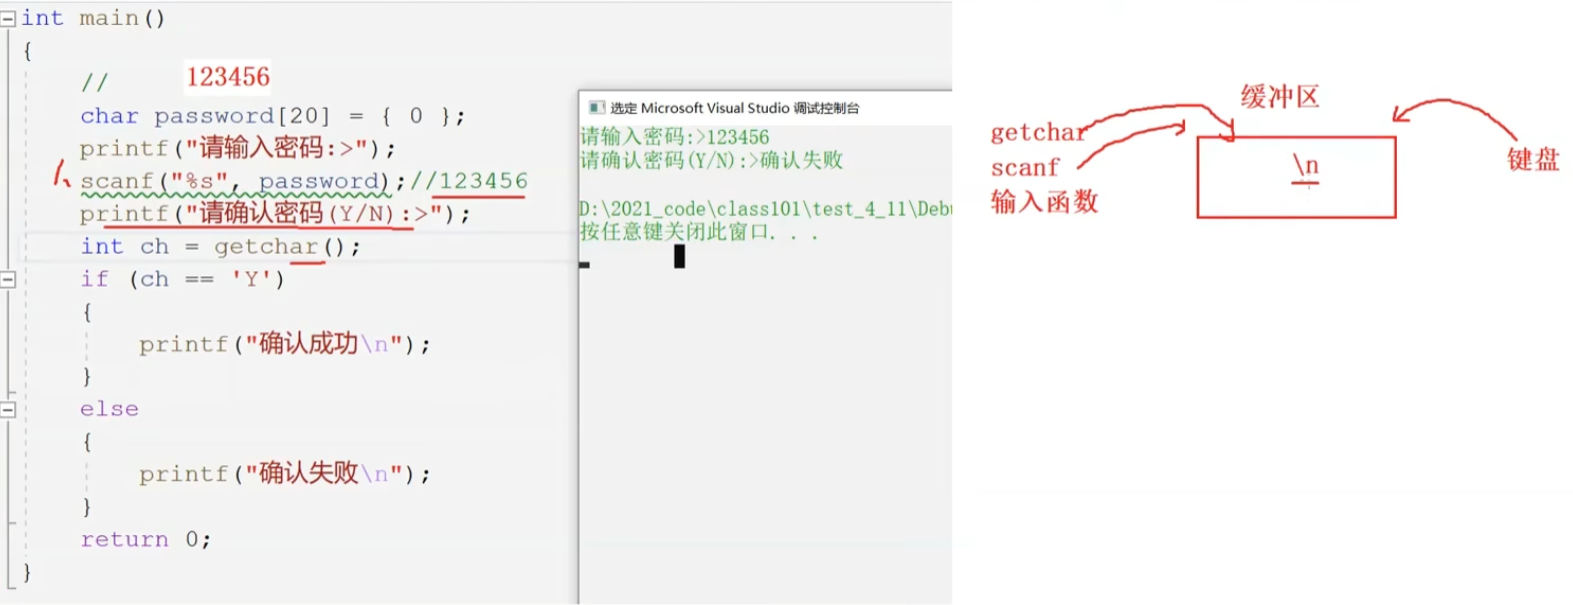 int main()
{
//
123456
char password[20] = { 0 };
printf("请输入密码:>");
scanf("%s", password);//123456
printf("请确认密码(Y/N):>");
int ch = getchar();
if (ch == 'Y')
{
printf("确认成功\n");
}
else
{
printf("确认失败\n");
}
return 0;
}
选定 Microsoft Visual Studio 调试控制台
请输入密码:>123456
请确认密码(Y/N):>确认失败
D:\2021_code\class101\test_4_11\Debu
按任意键关闭此窗口. . .
缓冲区
getchar
scanf
输入函数
\n
键盘